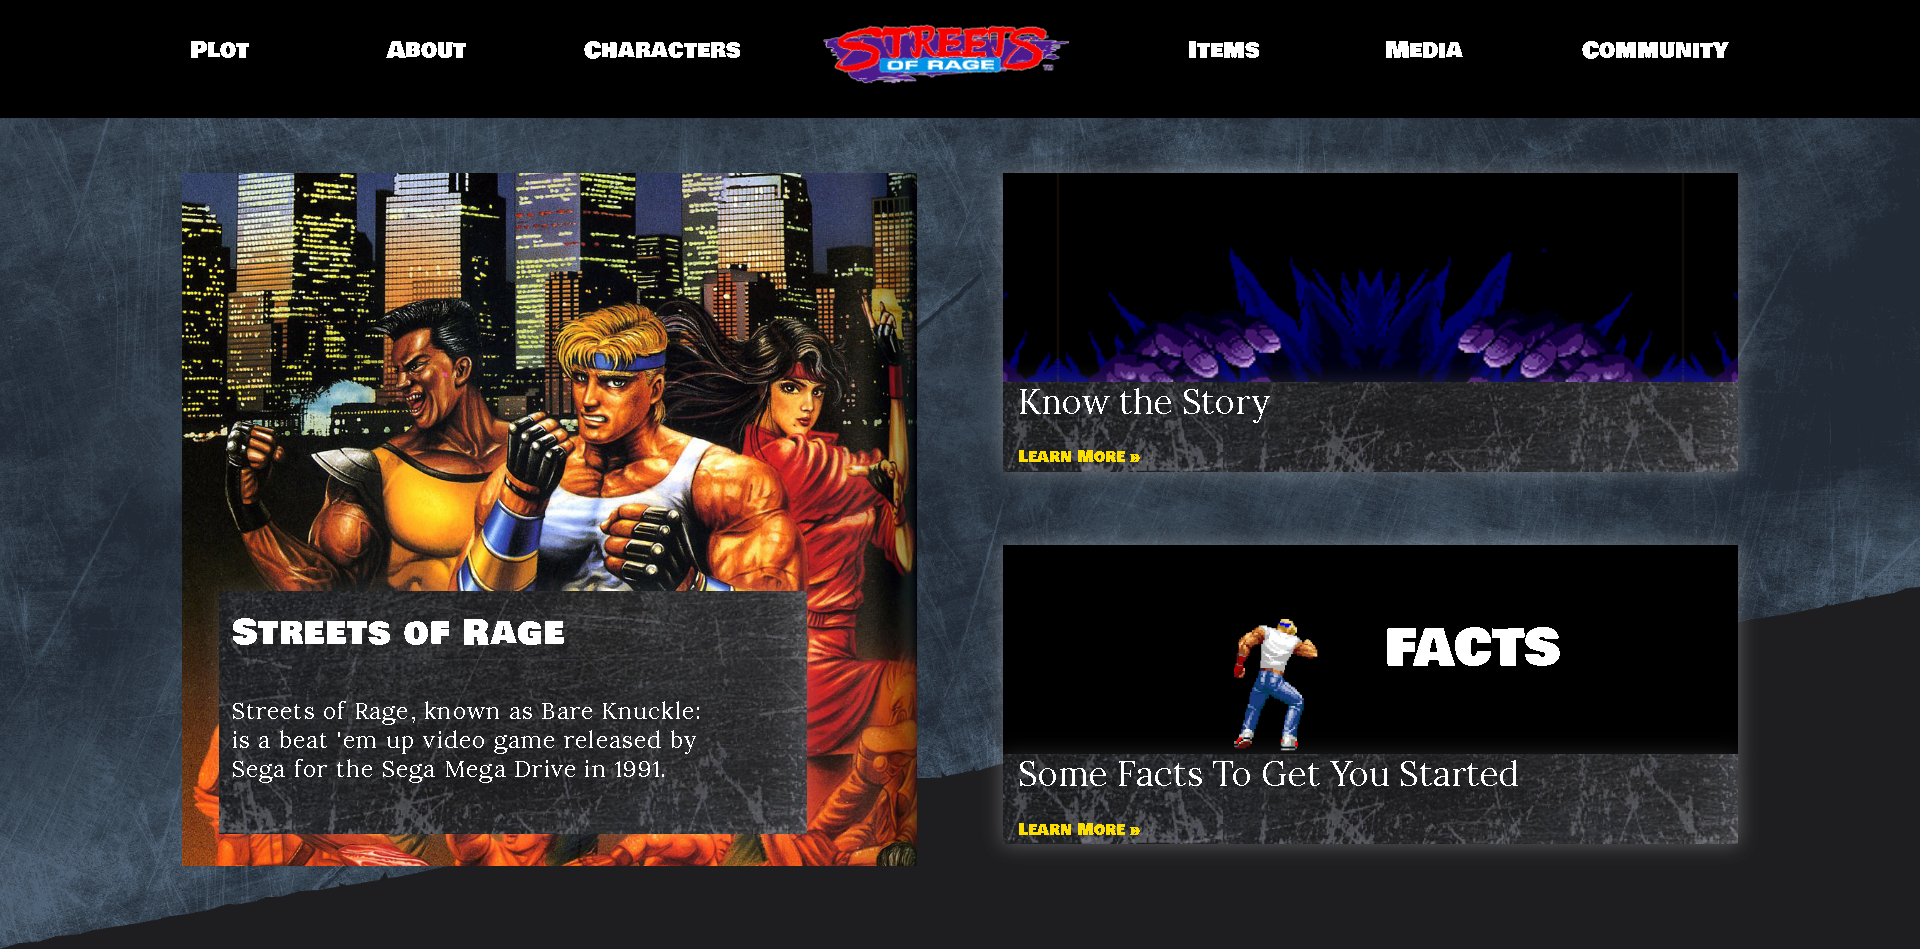 Plot
About
Characters
STREETS
OF RAGE
TM
Items
Media
Community
Streets of Rage
Streets of Rage, known as Bare Knuckle:
is a beat 'em up video game released by
Sega for the Sega Mega Drive in 1991.
Know the Story
Learn More »
FACTS
Some Facts To Get You Started
Learn More »